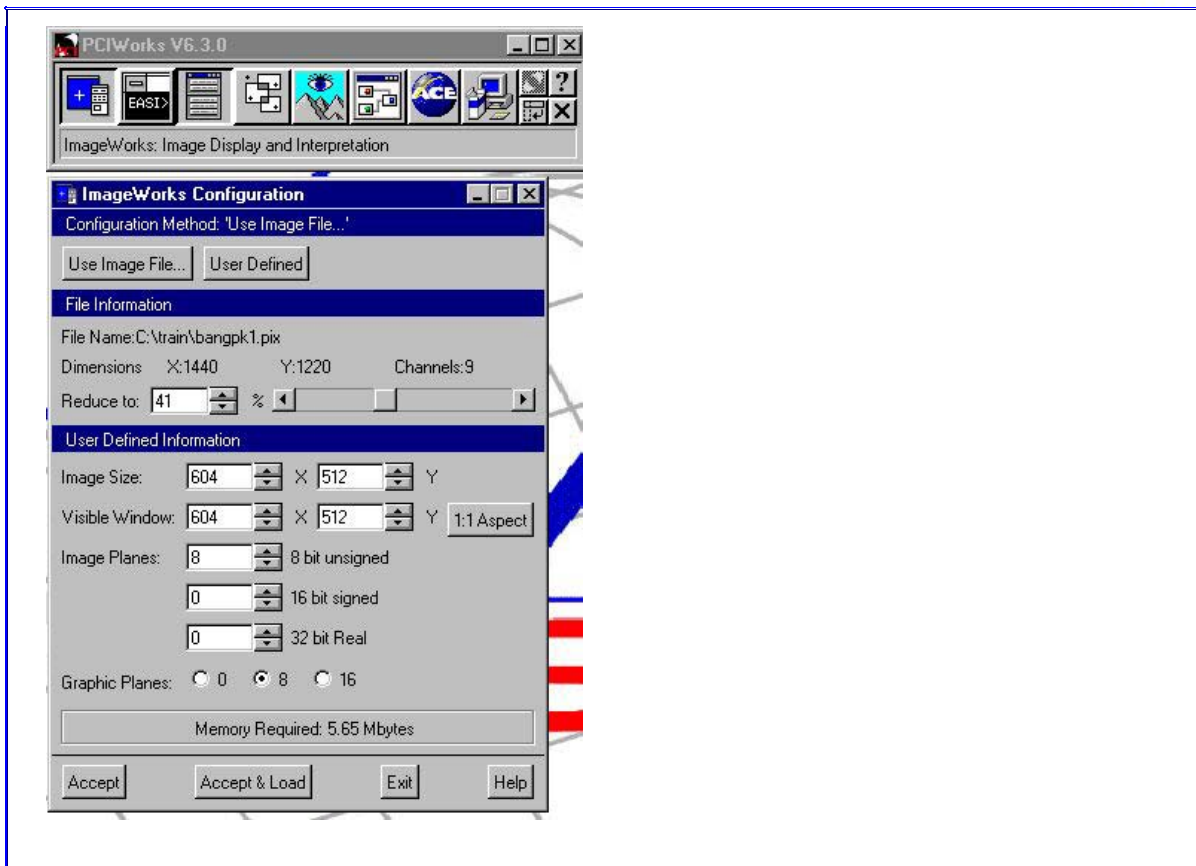 PCIWorks V6.3.0
EASI>
ACE
?
ImageWorks: Image Display and Interpretation
ImageWorks Configuration
Configuration Method: 'Use Image File...'
Use Image File... User Defined
File Information
File Name:C:\train\bangpk1.pix
Dimensions X:1440 Y:1220 Channels:9
Reduce to: 41 %
User Defined Information
Image Size: 604 X 512 Y
Visible Window: 604 X 512 Y 1:1 Aspect
Image Planes: 8 8 bit unsigned
0 16 bit signed
0 32 bit Real
Graphic Planes: 0 8 16
Memory Required: 5.65 Mbytes
Accept Accept & Load Exit Help